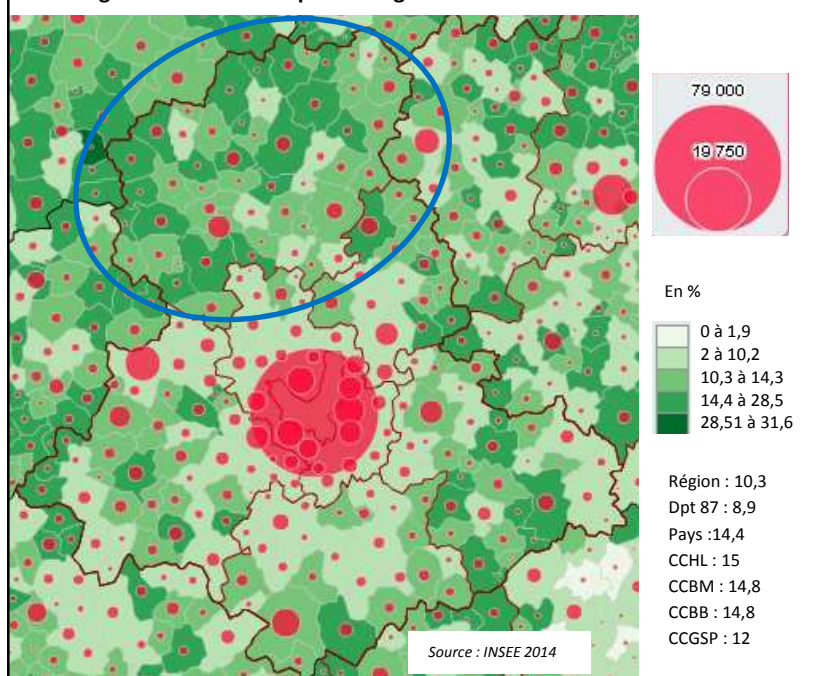 79 000
19 750
En %
0 à 1,9
2 à 10,2
10,3 à 14,3
14,4 à 28,5
28,51 à 31,6
Région : 10,3
Dpt 87 : 8,9
Pays :14,4
CCHL : 15
CCBM : 14,8
CCBB : 14,8
CCGSP : 12
Source : INSEE 2014